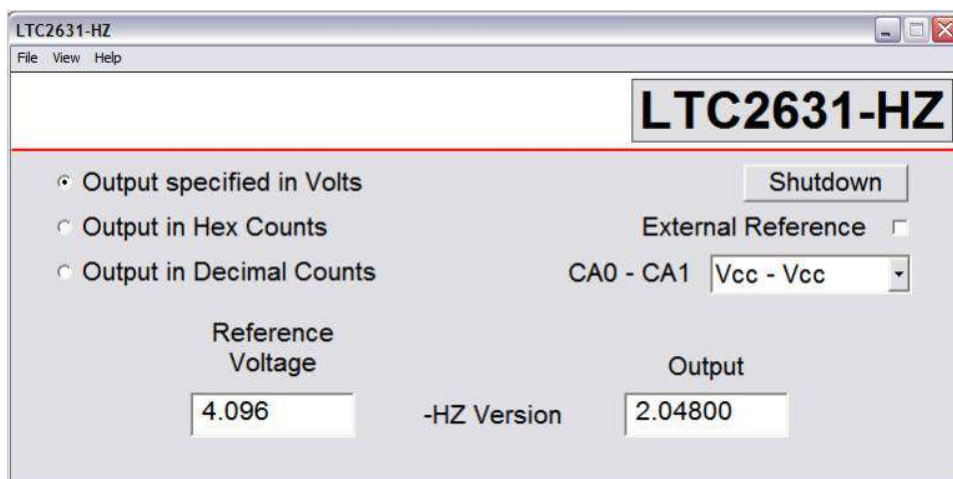 LTC2631-HZ
File View Help
LTC2631-HZ
Output specified in Volts
Shutdown
Output in Hex Counts
External Reference
Output in Decimal Counts
CA0 - CA1
Vcc - Vcc
Reference
Voltage
Output
4.096
-HZ Version
2.04800